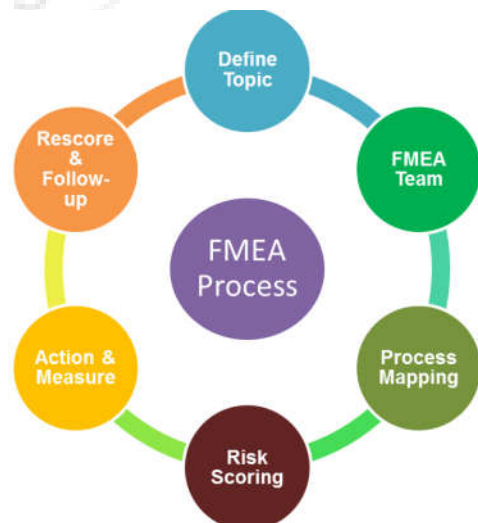 Define
Topic
FMEA
Team
Process
Mapping
Risk
Scoring
Action &
Measure
Rescore
&
Follow-
up
FMEA
Process